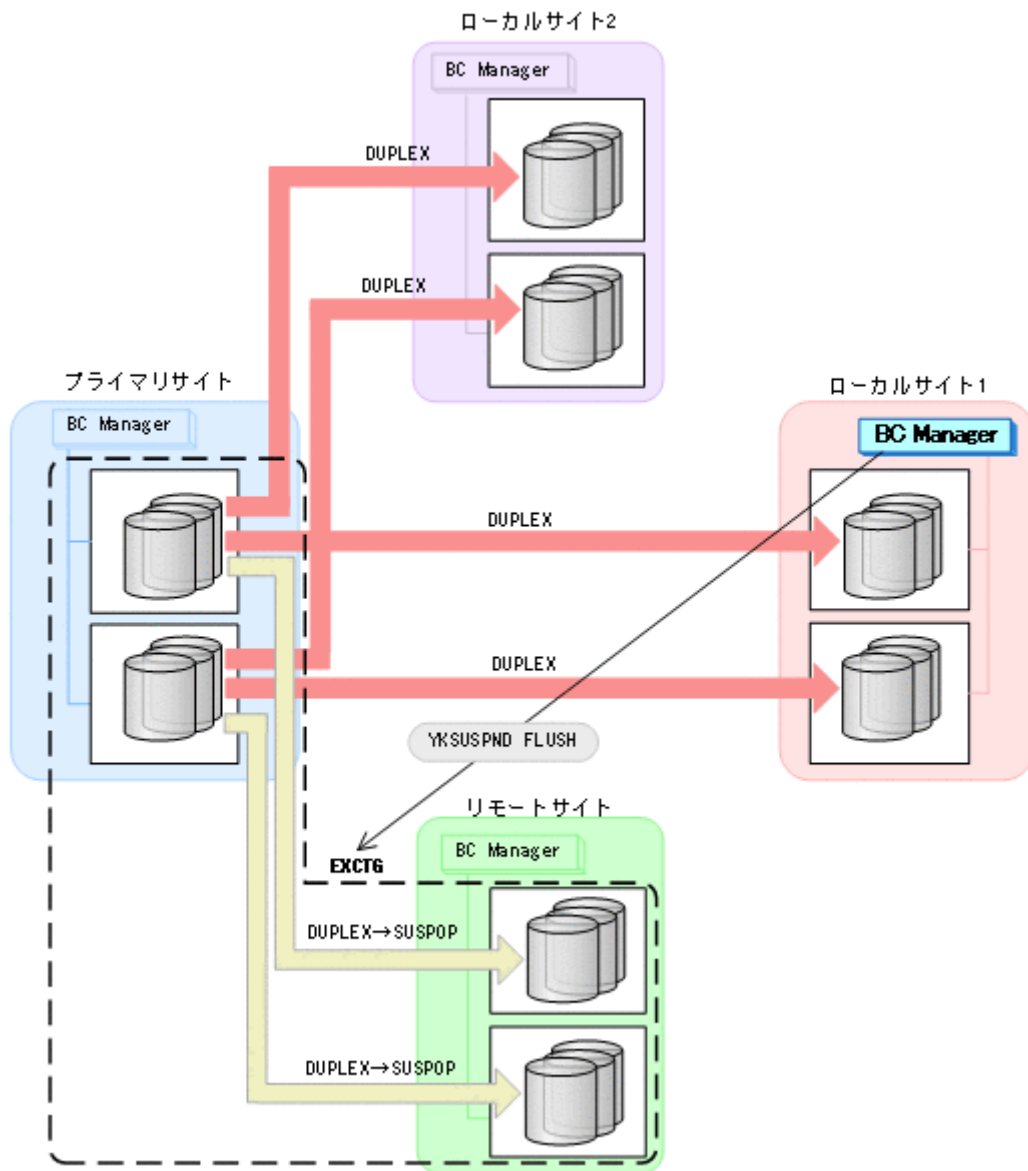 ローカルサイト2
BC Manager
DUPLEX
DUPLEX
プライマリサイト
BC Manager
ローカルサイト1
BC Manager
DUPLEX
DUPLEX
YKSUSPND FLUSH
リモートサイト
BC Manager
EXCTG
DUPLEX→SUSPOP
DUPLEX→SUSPOP